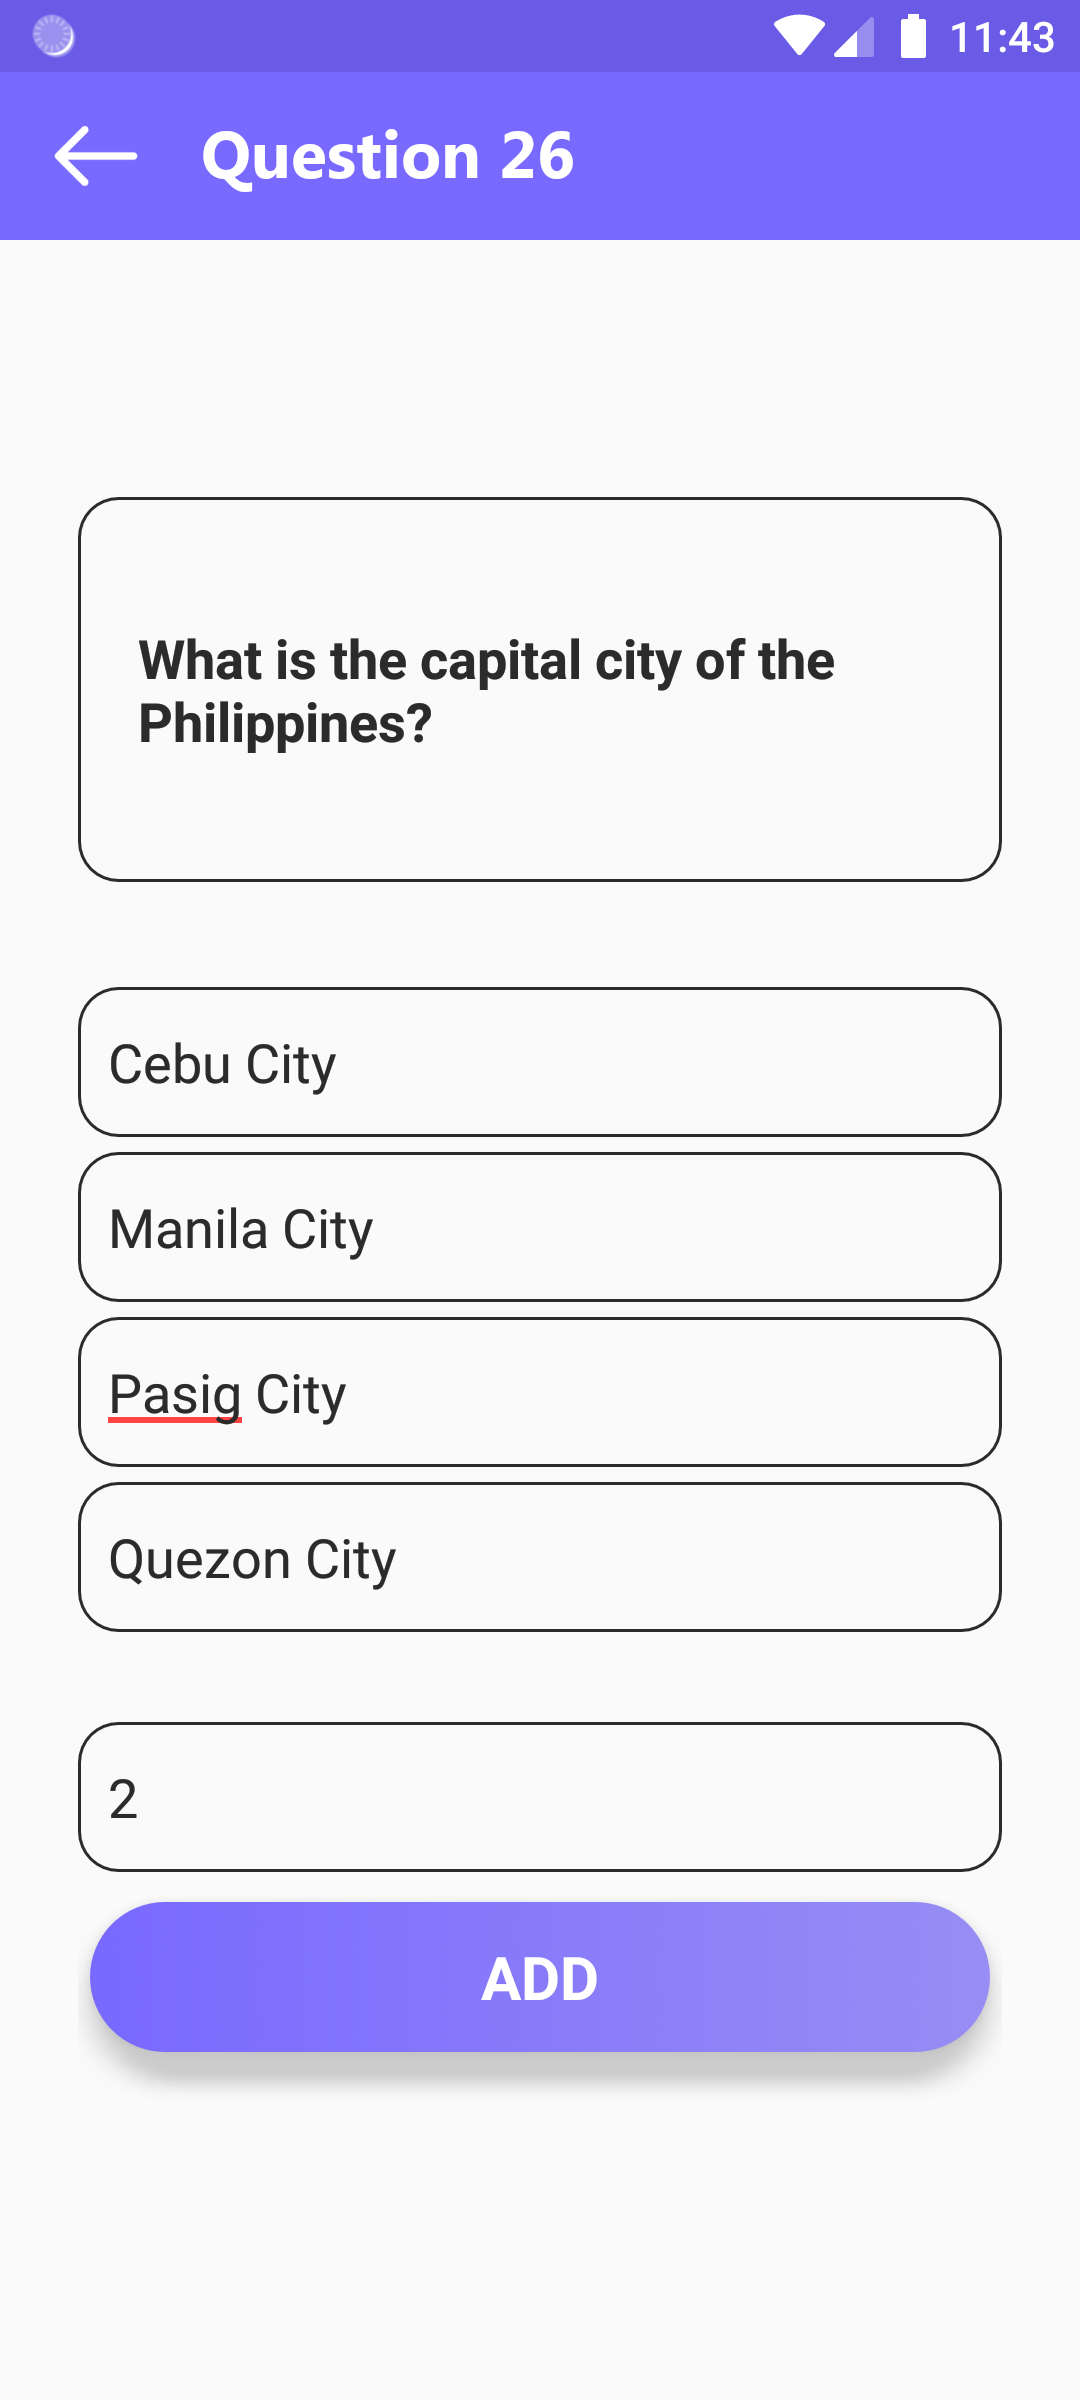 11:43
Question 26
What is the capital city of the
Philippines?
Cebu City
Manila City
Pasig City
Quezon City
2
ADD